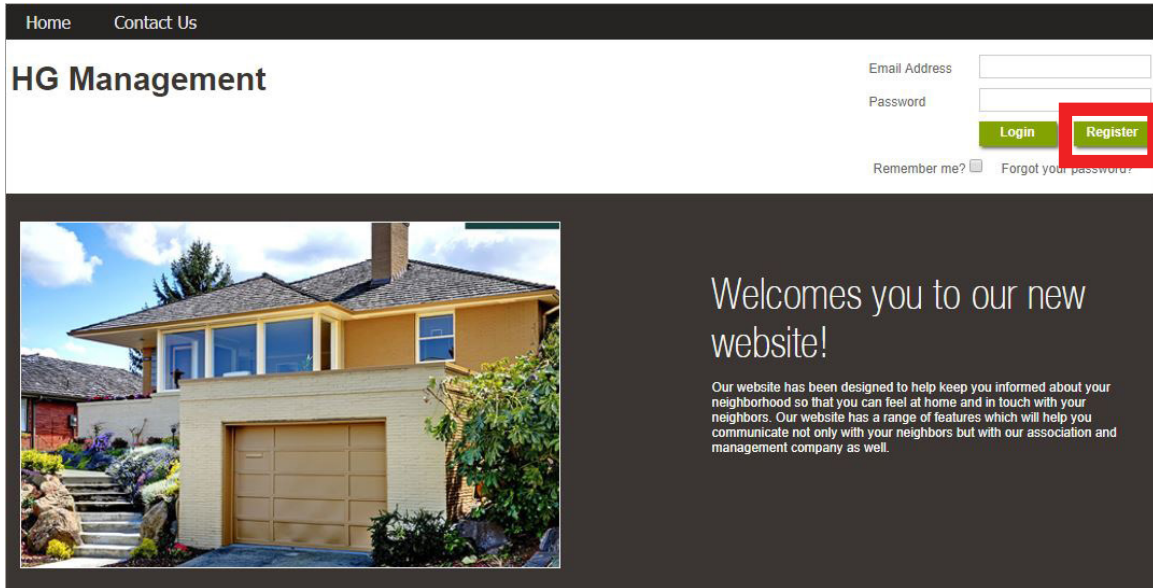 Home Contact Us
HG Management
Email Address
Password
Login Register
Remember me? Forgot your password?
Welcomes you to our new
website!
Our website has been designed to help keep you informed about your
neighborhood so that you can feel at home and in touch with your
neighbors. Our website has a range of features which will help you
communicate not only with your neighbors but with our association and
management company as well.